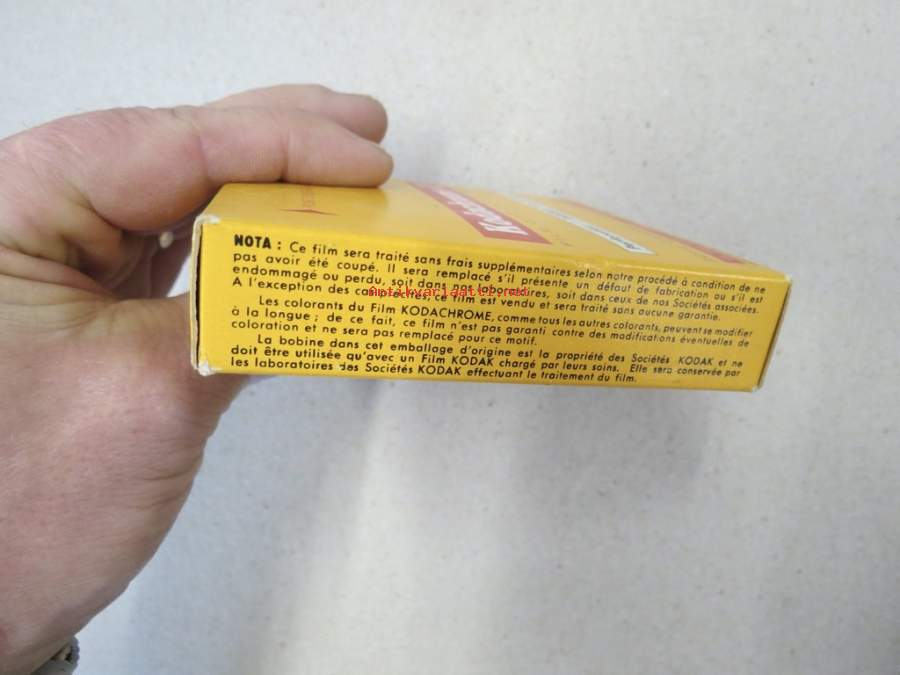 Kodak
NOTA : Ce film sera traité sans frais supplémentaires selon notre procédé à condition de ne
pas avoir été coupé. Il sera remplacé s'il présente un défaut de fabrication ou s'il est
endommagé ou perdu, soit dans nos laboratoires, soit dans ceux de nos Sociétés associées.
A l'exception des cas ces, ce film est vendu et sera traité sans aucune garantie.
Les colorants du Film KODACHROME, comme tous les autres colorants, peuvent se modifier
à la longue ; de ce fait, ce film n'est pas garanti contre des modifications éventuelles de
coloration et ne sera pas remplacé pour ce motif.
La bobine dans cet emballage d'origine est la propriété des Sociétés KODAK et ne
doit être utilisée qu'avec un Film KODAK chargé par leurs soins. Elle sera conservée par
les laboratoires des Sociétés KODAK effectuant le traitement du film.
Antikvariaatti.net